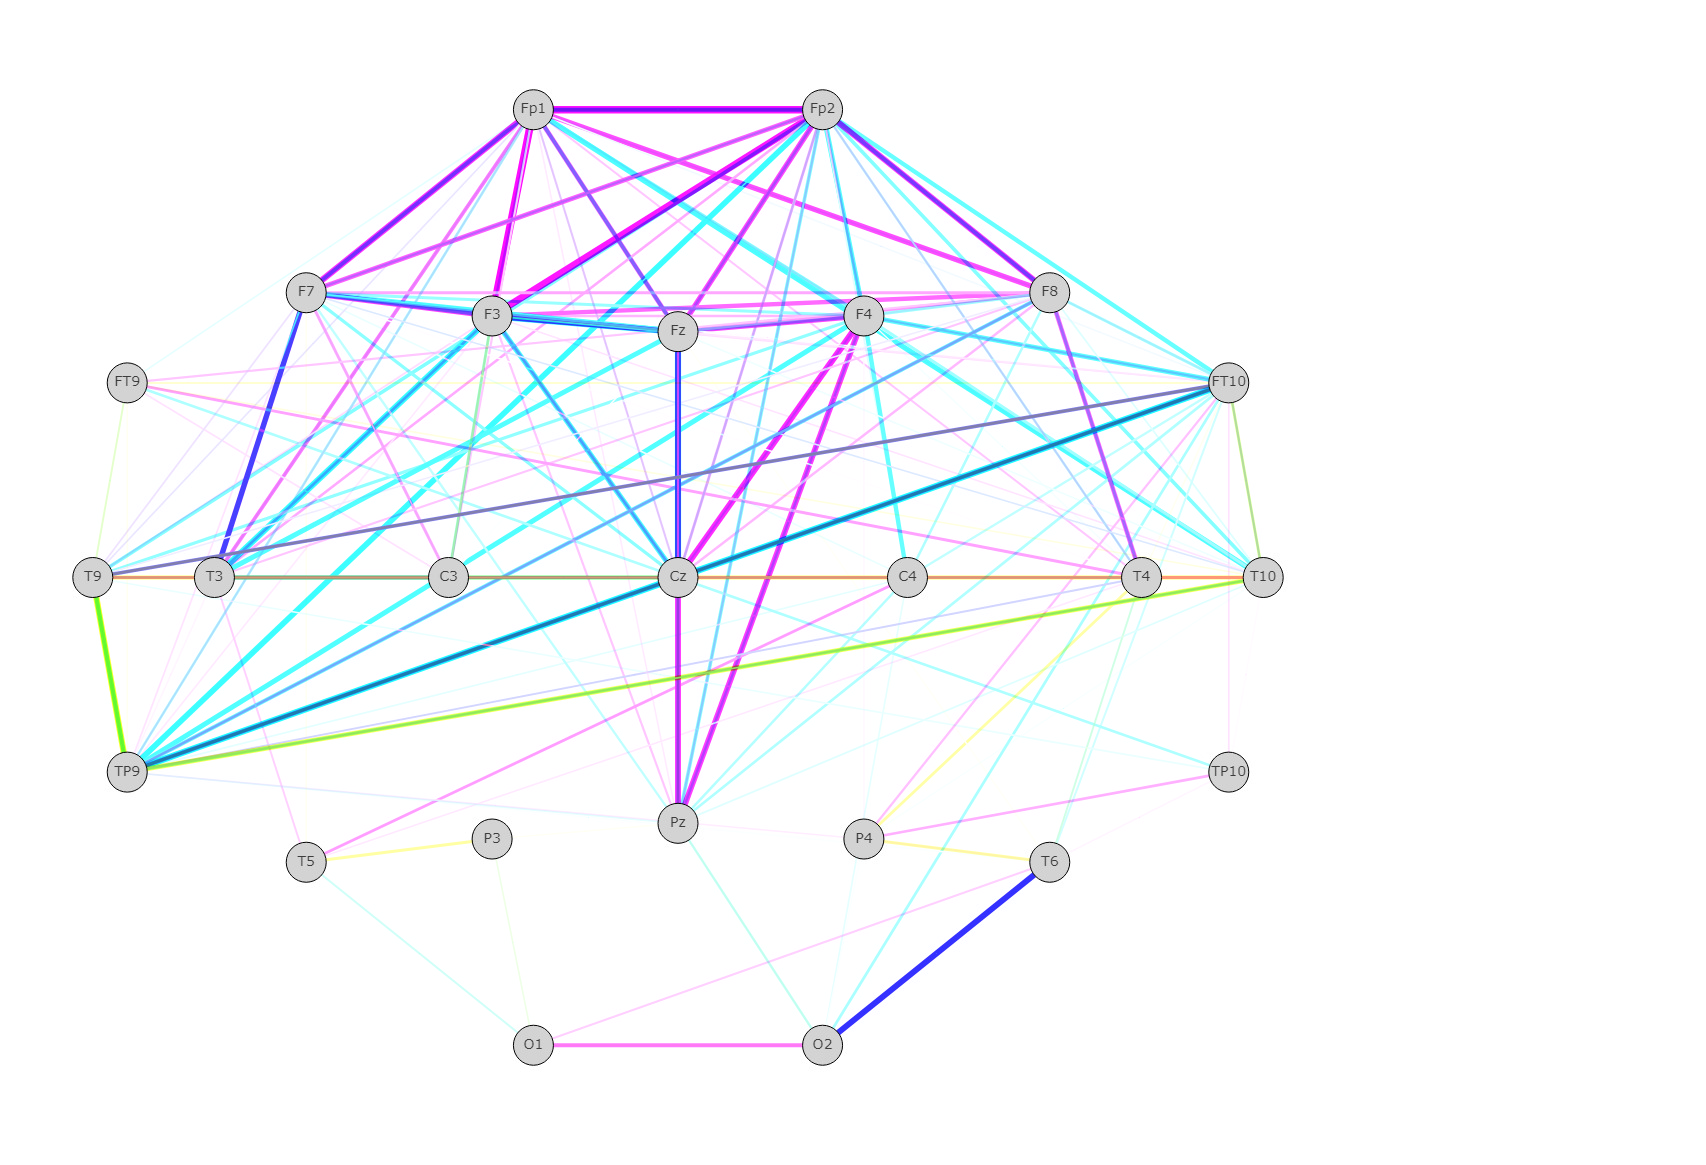 Fp1 Fp2
F7 F3 Fz F4 F8
FT9 FT10
T9 T3 C3 Cz C4 T4 T10
TP9 TP10
T5 P3 Pz P4 T6
O1 O2